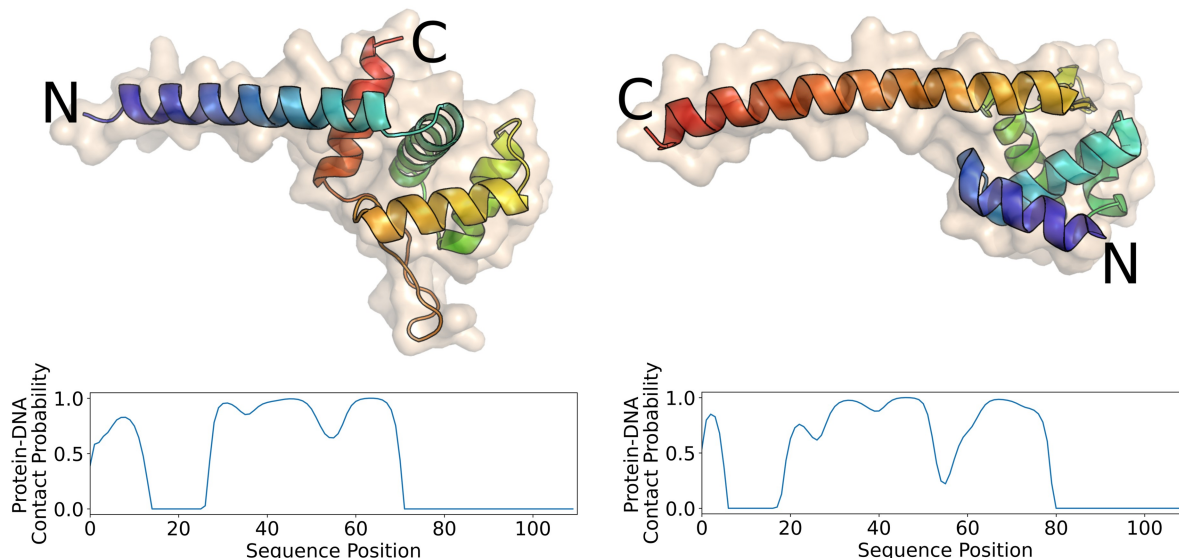 N
C
C
N
Protein-DNA
Contact Probability
1.0
0.5
0.0
0 20 40 60 80 100
Sequence Position
Protein-DNA
Contact Probability
1.0
0.5
0.0
0 20 40 60 80 100
Sequence Position